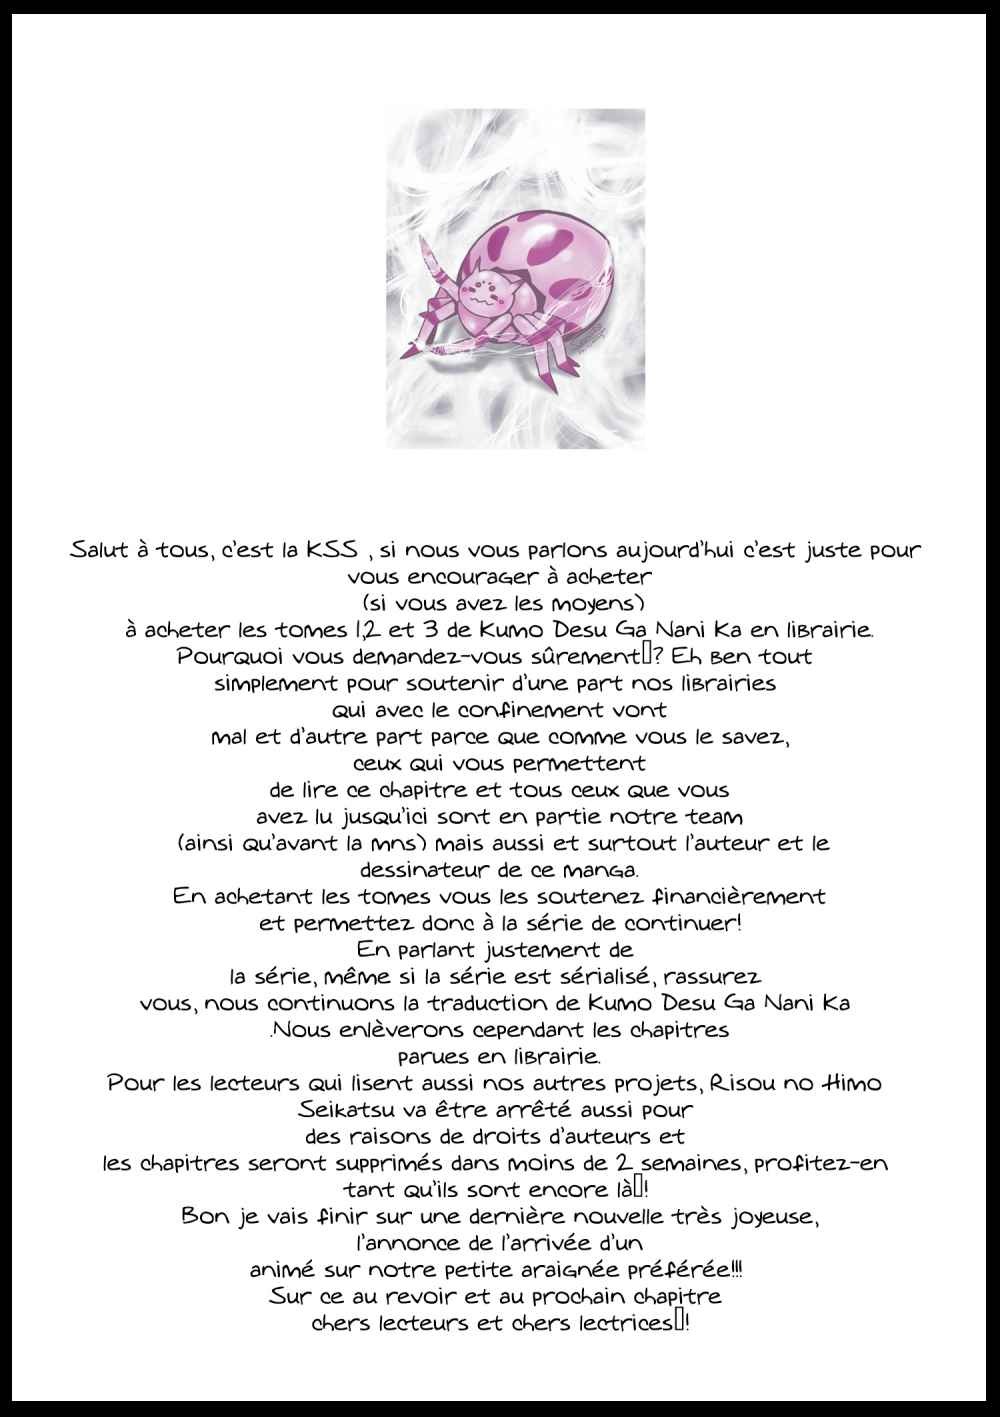 Salut à tous, c'est la KSS , si nous vous parlons aujourd'hui c'est juste pour
vous encourager à acheter
(si vous avez les moyens)
à acheter les tomes 1,2 et 3 de Kumo Desu Ga Nani Ka en librairie.
Pourquoi vous demandez-vous sûrement ? Eh ben tout
simplement pour soutenir d'une part nos librairies
qui avec le confinement vont
mal et d'autre part parce que comme vous le savez,
ceux qui vous permettent
de lire ce chapitre et tous ceux que vous
avez lu jusqu'ici sont en partie notre team
(ainsi qu'avant la mns) mais aussi et surtout l'auteur et le
dessinateur de ce manga.
En achetant les tomes vous les soutenez financièrement
et permettez donc à la série de continuer!
En parlant justement de
la série, même si la série est sérialisé, rassurez
vous, nous continuons la traduction de Kumo Desu Ga Nani Ka
.Nous enlèverons cependant les chapitres
parues en librairie.
Pour les lecteurs qui lisent aussi nos autres projets, Risou no Himo
Seikatsu va être arrêté aussi pour
des raisons de droits d'auteurs et
les chapitres seront supprimés dans moins de 2 semaines, profitez-en
tant qu'ils sont encore là !
Bon je vais finir sur une dernière nouvelle très joyeuse,
l'annonce de l'arrivée d'un
animé sur notre petite araignée préférée!!!
Sur ce au revoir et au prochain chapitre
chers lecteurs et chers lectrices !